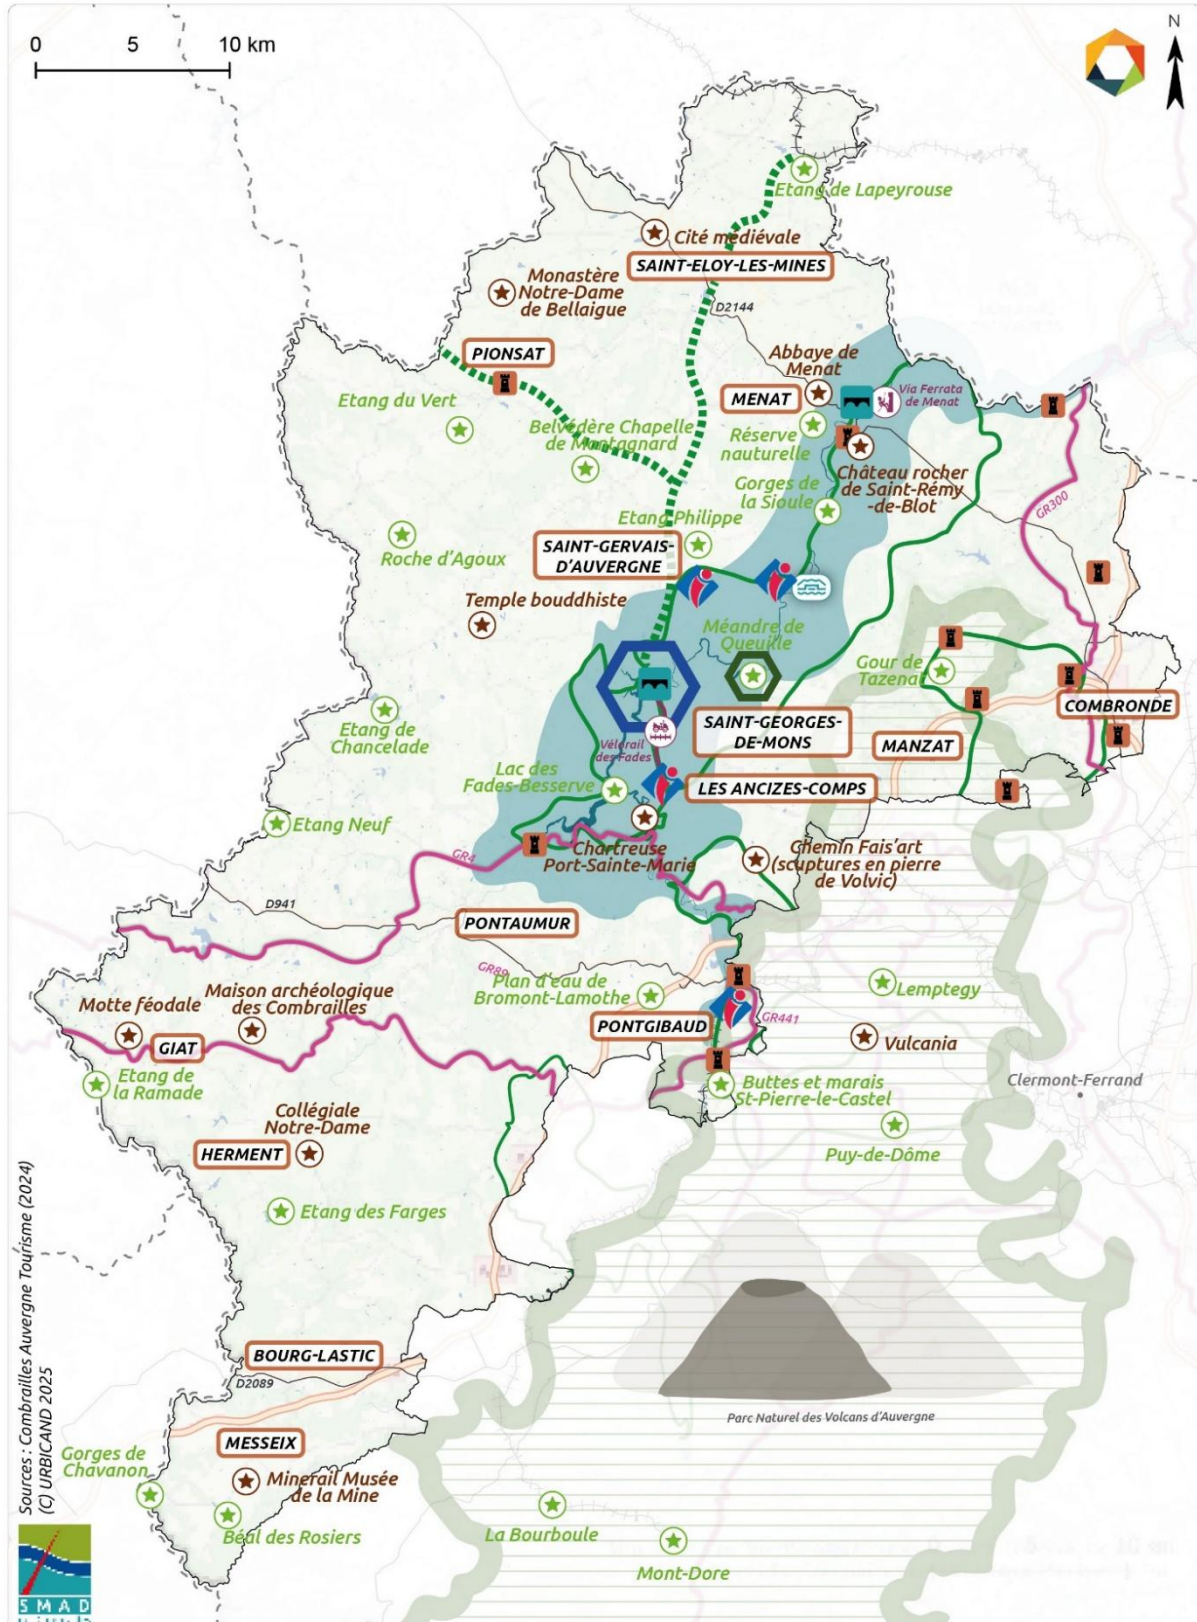 0 5 10 km
N
Etang de Lapeyrouse
Cité médiévale
SAINT-ELOY-LES-MINES
Monastère
Notre-Dame
de Bellaigue
D2144
PIONSAT
Abbaye de
Menat
MENAT
Via Ferrata
de Menat
Etang du Vert
Belvédère Chapelle
de Montagnard
Réserve
nauturelle
Château rocher
de Saint-Rémy
-de-Blot
Gorges de
la Sioule
GR300
Etang Philippe
SAINT-GERVAIS-
D'AUVERGNE
Roche d'Agoux
Temple bouddhiste
Méandre de
Queuille
Gour de
Tazenat
COMBRONDE
Etang de
Chancelade
SAINT-GEORGES-
DE-MONS
MANZAT
Vélorail
des Fades
Lac des
Fades-Besserve
LES ANCIZES-COMPS
Etang Neuf
GR4
Chartreuse
Port-Sainte-Marie
Chemin Fais'art
(scuptures en pierre
de Volvic)
D941
PONTAUMUR
GR89
Plan d'eau de
Bromont-Lamothe
Lemptegy
Motte féodale
Maison archéologique
des Combrailles
PONTGIBAUD
GR441
GIAT
Vulcania
Etang de
la Ramade
Buttes et marais
St-Pierre-le-Castel
Clermont-Ferrand
Collégiale
Notre-Dame
HERMENT
Puy-de-Dôme
Etang des Farges
BOURG-LASTIC
D2089
Parc Naturel des Volcans d'Auvergne
MESSEIX
Gorges de
Chavanon
Minerail Musée
de la Mine
Béal des Rosiers
La Bourboule
Mont-Dore
Sources : Combrailles Auvergne Tourisme (2024)
(C) URBICAND 2025
SMAD